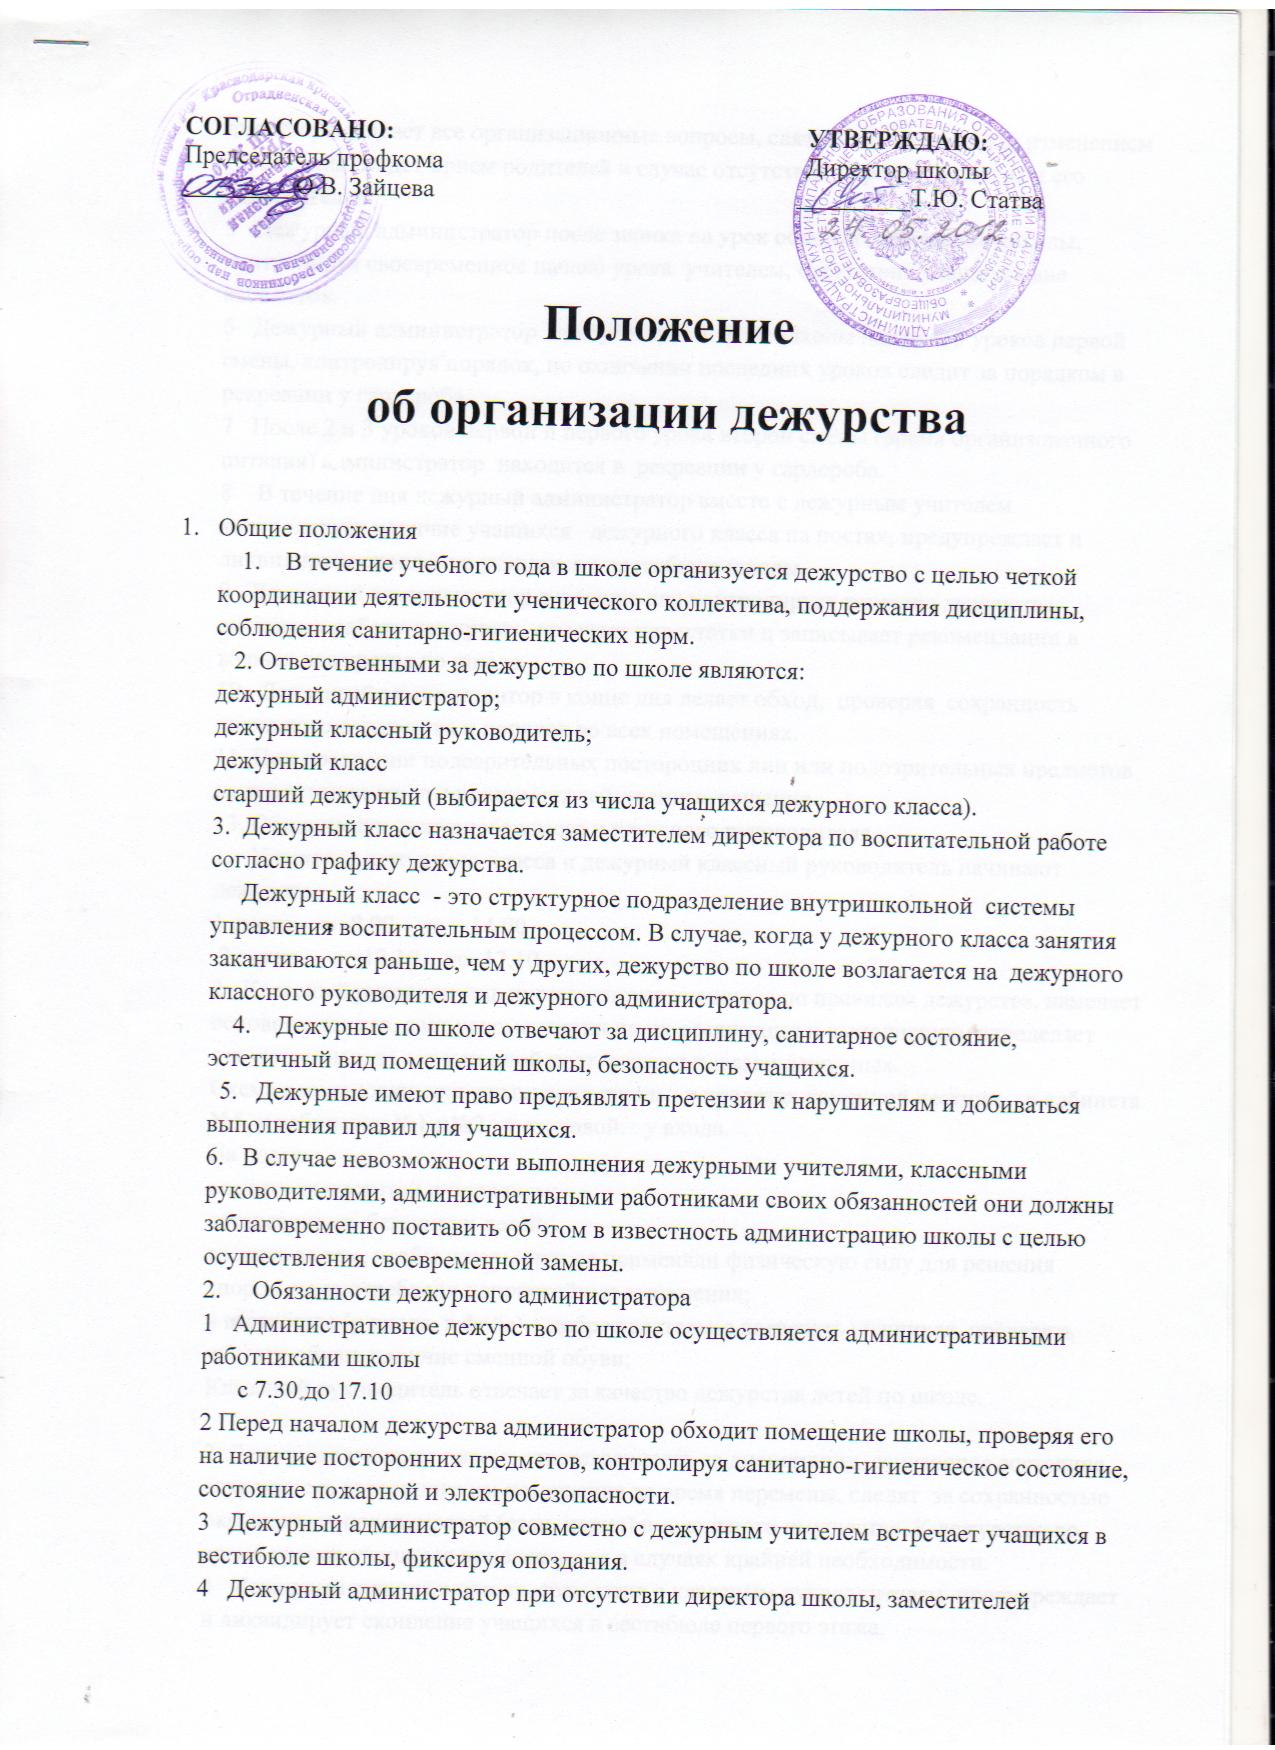 СОГЛАСОВАНО:
Председатель профкома
О.В. Зайцева
УТВЕРЖДАЮ:
Директор школы
Т.Ю. Статва
05.2012
Положение
об организации дежурства
1. Общие положения
1. В течение учебного года в школе организуется дежурство с целью четкой
координации деятельности ученического коллектива, поддержания дисциплины,
соблюдения санитарно-гигиенических норм.
2. Ответственными за дежурство по школе являются:
дежурный администратор;
дежурный классный руководитель;
дежурный класс
старший дежурный (выбирается из числа учащихся дежурного класса).
3. Дежурный класс назначается заместителем директора по воспитательной работе
согласно графику дежурства.
Дежурный класс - это структурное подразделение внутришкольной системы
управления воспитательным процессом. В случае, когда у дежурного класса занятия
заканчиваются раньше, чем у других, дежурство по школе возлагается на дежурного
классного руководителя и дежурного администратора.
4. Дежурные по школе отвечают за дисциплину, санитарное состояние,
эстетичный вид помещений школы, безопасность учащихся.
5. Дежурные имеют право предъявлять претензии к нарушителям и добиваться
выполнения правил для учащихся.
6. В случае невозможности выполнения дежурными учителями, классными
руководителями, административными работниками своих обязанностей они должны
заблаговременно поставить об этом в известность администрацию школы с целью
осуществления своевременной замены.
2. Обязанности дежурного администратора
1 Административное дежурство по школе осуществляется административными
работниками школы
с 7.30 до 17.10
2 Перед началом дежурства администратор обходит помещение школы, проверяя его
на наличие посторонних предметов, контролируя санитарно-гигиеническое состояние,
состояние пожарной и электробезопасности.
3 Дежурный администратор совместно с дежурным учителем встречает учащихся в
вестибюле школы, фиксируя опоздания.
4 Дежурный администратор при отсутствии директора школы, заместителей